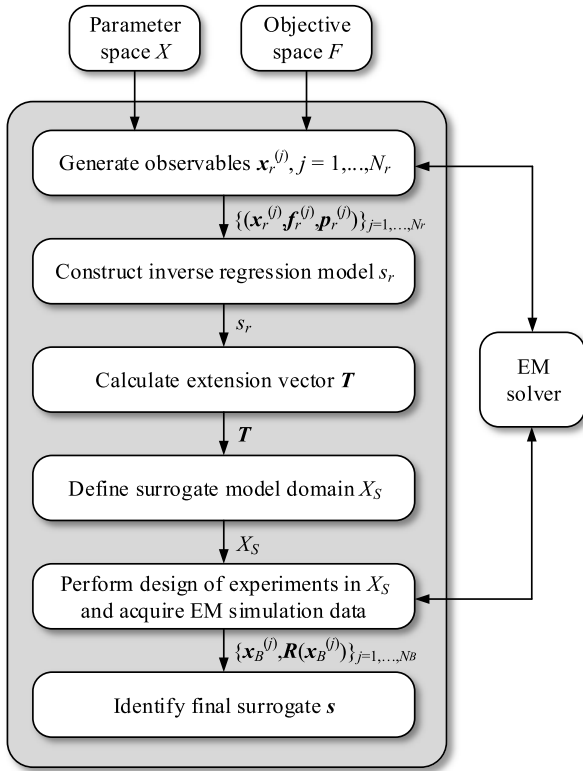 Parameter
space X
Objective
space F
Generate observables x_r^(j), j = 1,...,N_r
{(x_r^(j),f_r^(j),p_r^(j))}_j=1,...,Nr
Construct inverse regression model s_r
s_r
Calculate extension vector T
EM
solver
T
Define surrogate model domain X_S
X_S
Perform design of experiments in X_S
and acquire EM simulation data
{x_B^(j),R(x_B^(j))}_j=1,...,NB
Identify final surrogate s